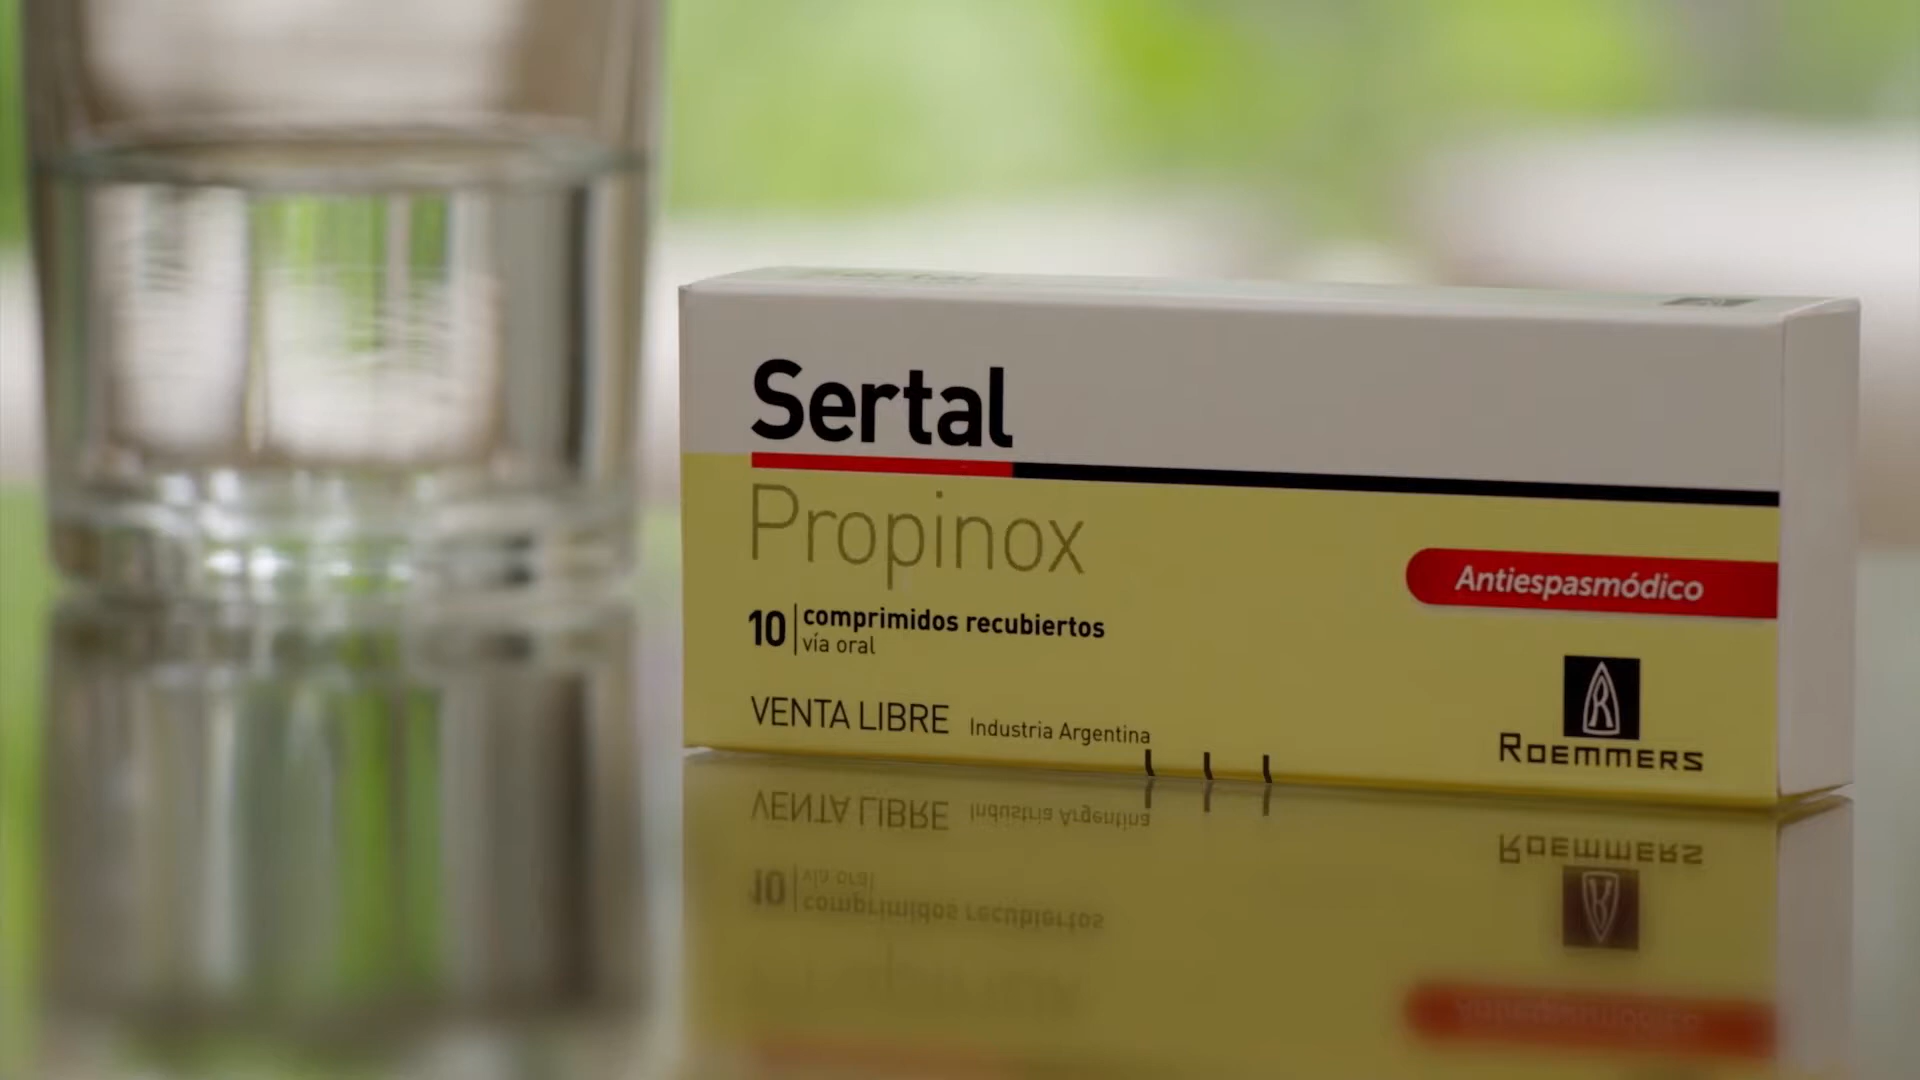 Sertal
Propinox
Antiespasmódico
10 comprimidos recubiertos
vía oral
VENTA LIBRE Industria Argentina
ROEMMERS